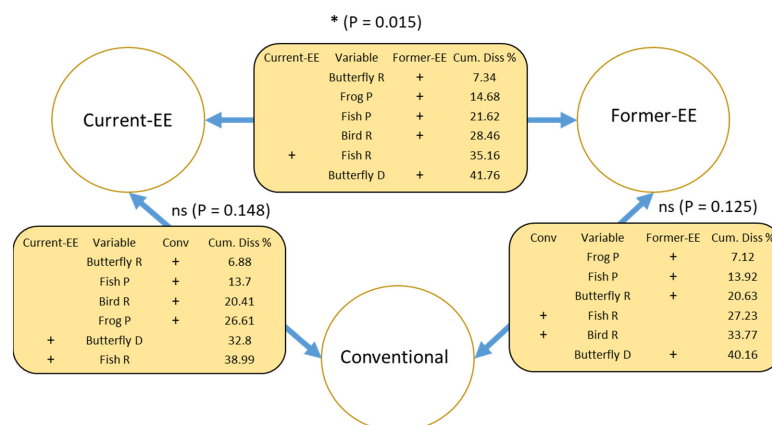 * (P = 0.015)
Current-EE Variable Former-EE Cum. Diss %
Butterfly R + 7.34
Frog P + 14.68
Fish P + 21.62
Bird R + 28.46
+ Fish R 35.16
Butterfly D + 41.76
Current-EE
Former-EE
ns (P = 0.148)
Current-EE Variable Conv Cum. Diss %
Butterfly R + 6.88
Fish P + 13.7
Bird R + 20.41
Frog P + 26.61
+ Butterfly D 32.8
+ Fish R 38.99
ns (P = 0.125)
Conv Variable Former-EE Cum. Diss %
Frog P + 7.12
Fish P + 13.92
Butterfly R + 20.63
+ Fish R 27.23
+ Bird R 33.77
Butterfly D + 40.16
Conventional